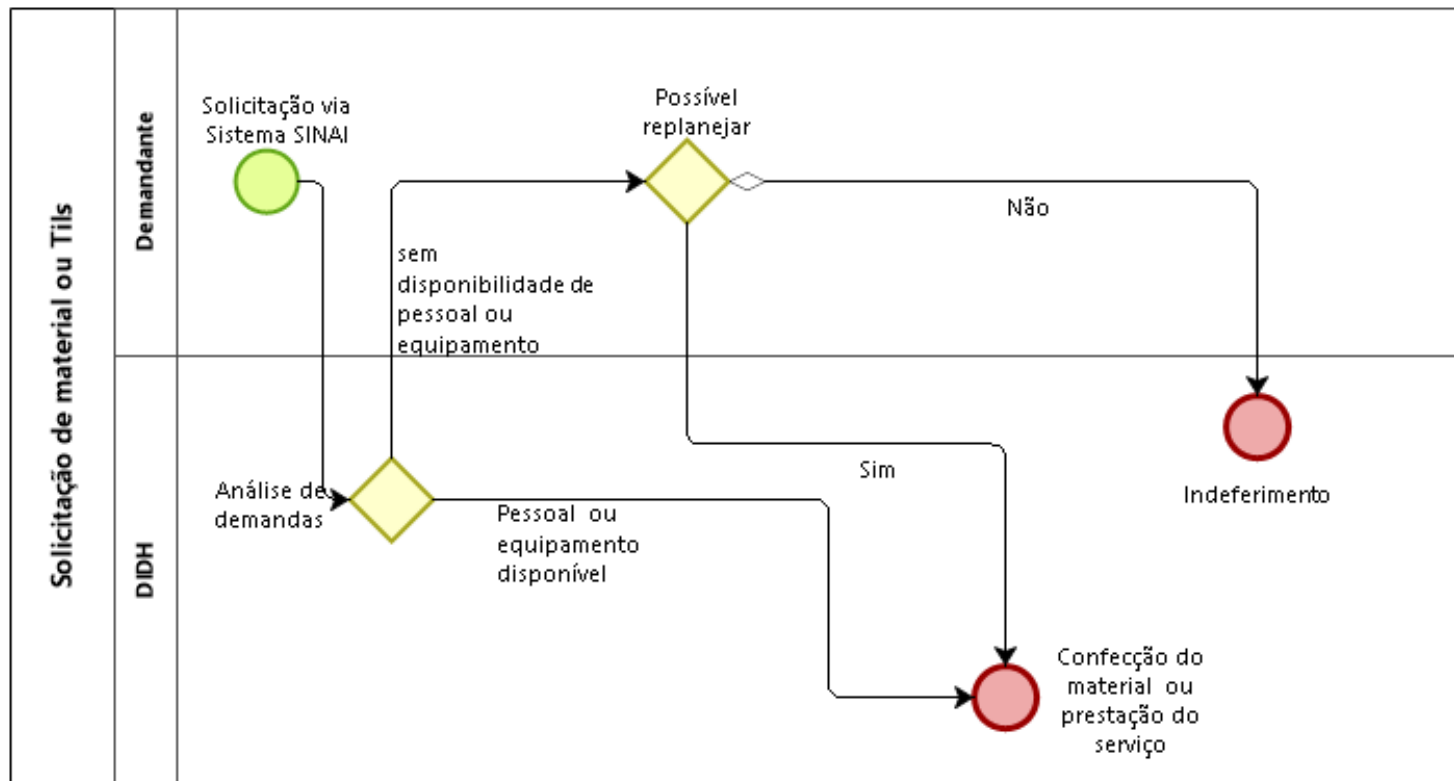 Solicitação de material ou Tils
Demandante
Solicitação via
Sistema SINAI
Possível
replanejar
Não
sem
disponibilidade de
pessoal ou
equipamento
DIDH
Análise de
demandas
Pessoal ou
equipamento
disponível
Sim
Indeferimento
Confecção do
material ou
prestação do
serviço